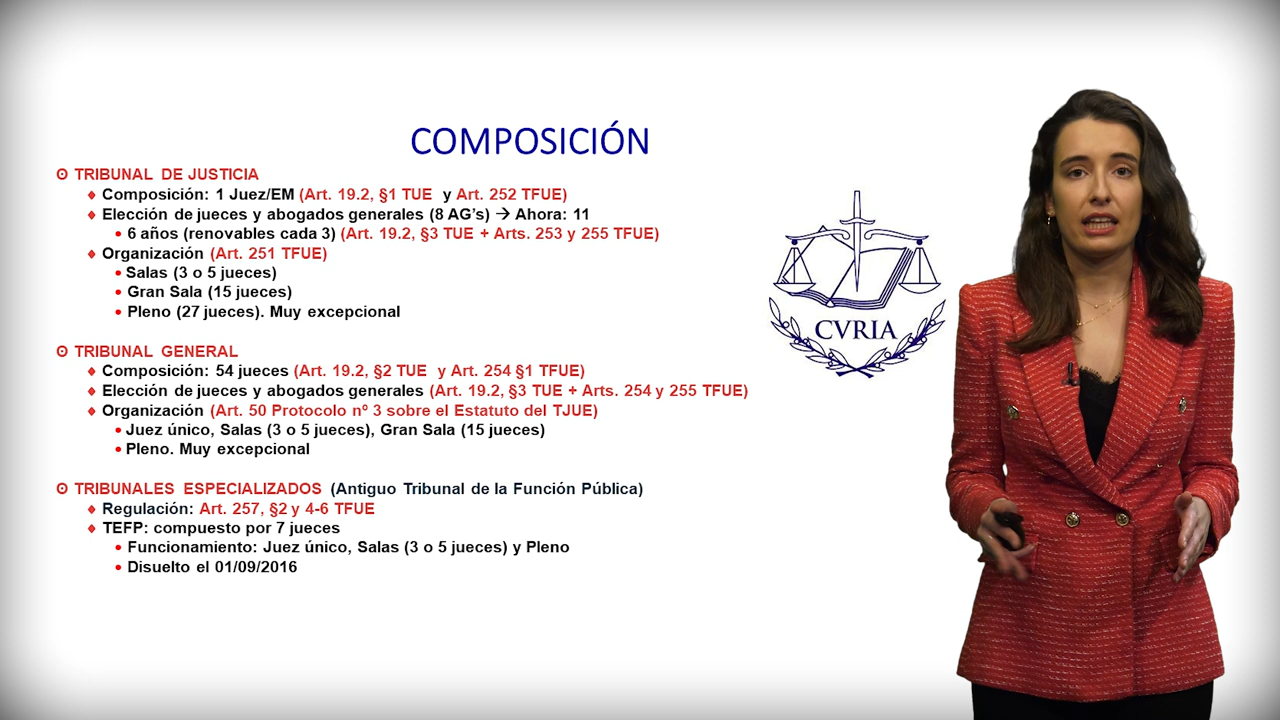 COMPOSICIÓN
⊙ TRIBUNAL DE JUSTICIA
♦ Composición: 1 Juez/EM (Art. 19.2, §1 TUE y Art. 252 TFUE)
♦ Elección de jueces y abogados generales (8 AG's) → Ahora: 11
• 6 años (renovables cada 3) (Art. 19.2, §3 TUE + Arts. 253 y 255 TFUE)
♦ Organización (Art. 251 TFUE)
• Salas (3 o 5 jueces)
• Gran Sala (15 jueces)
• Pleno (27 jueces). Muy excepcional
⊙ TRIBUNAL GENERAL
♦ Composición: 54 jueces (Art. 19.2, §2 TUE y Art. 254 §1 TFUE)
♦ Elección de jueces y abogados generales (Art. 19.2, §3 TUE + Arts. 254 y 255 TFUE)
♦ Organización (Art. 50 Protocolo nº 3 sobre el Estatuto del TJUE)
• Juez único, Salas (3 o 5 jueces), Gran Sala (15 jueces)
• Pleno. Muy excepcional
⊙ TRIBUNALES ESPECIALIZADOS (Antiguo Tribunal de la Función Pública)
♦ Regulación: Art. 257, §2 y 4-6 TFUE
♦ TEFP: compuesto por 7 jueces
• Funcionamiento: Juez único, Salas (3 o 5 jueces) y Pleno
• Disuelto el 01/09/2016
CVRIA